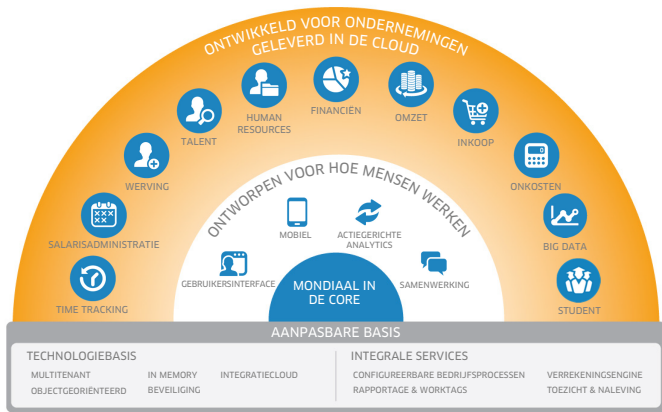 ONTWIKKELD VOOR ONDERNEMINGEN
GELEVERD IN DE CLOUD
TIME TRACKING
SALARISADMINISTRATIE
WERVING
TALENT
HUMAN
RESOURCES
FINANCIËN
OMZET
INKOOP
ONKOSTEN
BIG DATA
STUDENT
ONTWORPEN VOOR HOE MENSEN WERKEN
GEBRUIKERSINTERFACE
MOBIEL
ACTIEGERICHTE
ANALYTICS
SAMENWERKING
MONDIAAL IN
DE CORE
AANPASBARE BASIS
TECHNOLOGIEBASIS
MULTITENANT
IN MEMORY
INTEGRATIECLOUD
OBJECTGEORIËNTEERD
BEVEILIGING
INTEGRALE SERVICES
CONFIGUREERBARE BEDRIJFSPROCESSEN
VERREKENINGSENGINE
RAPPORTAGE & WORKTAGS
TOEZICHT & NALEVING